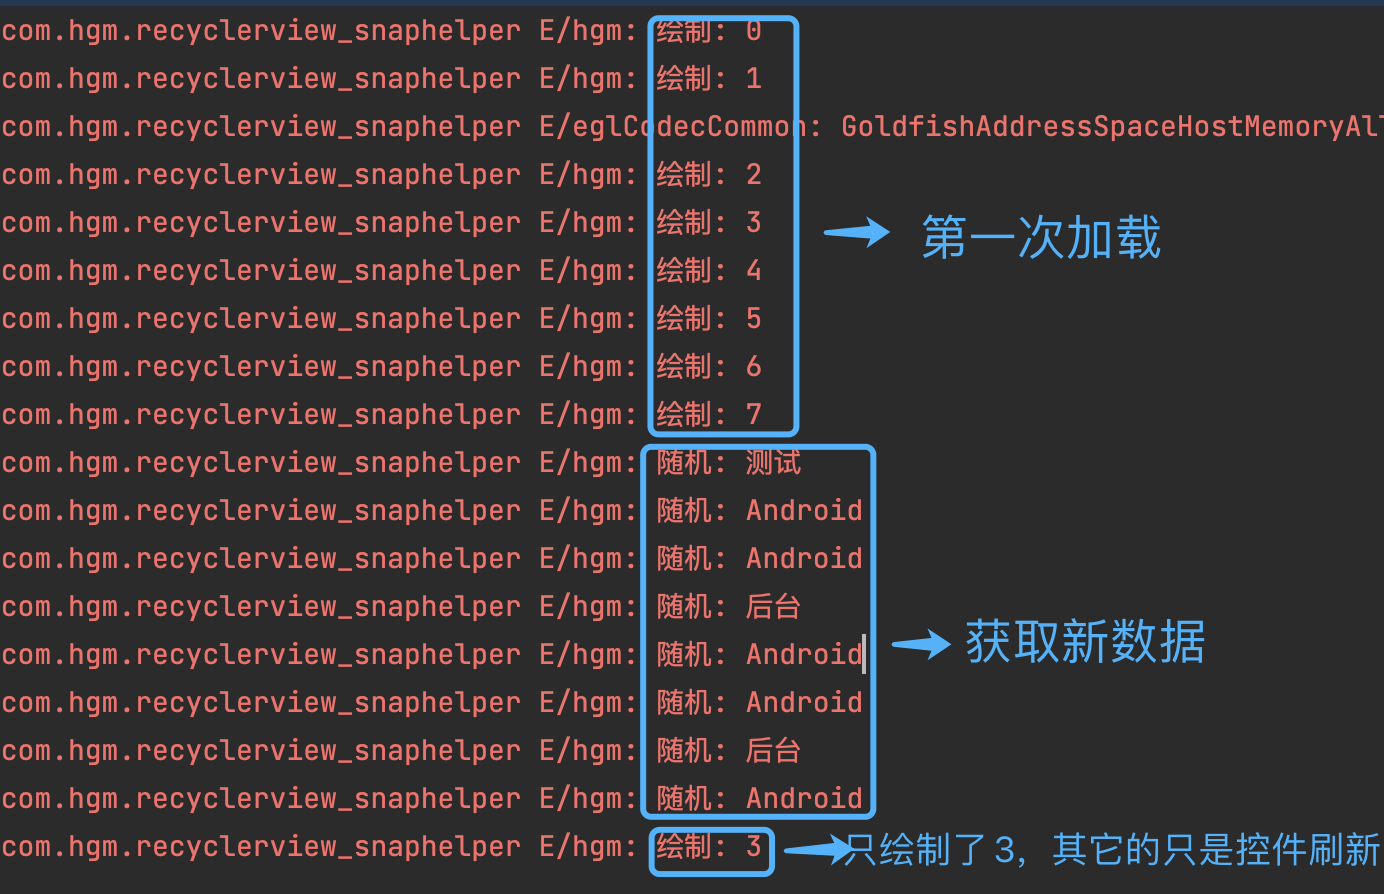 com.hgm.recyclerview_snaphelper E/hgm: 绘制: 0
com.hgm.recyclerview_snaphelper E/hgm: 绘制: 1
com.hgm.recyclerview_snaphelper E/eglCodecCommon: GoldfishAddressSpaceHostMemoryAl
com.hgm.recyclerview_snaphelper E/hgm: 绘制: 2
com.hgm.recyclerview_snaphelper E/hgm: 绘制: 3
第一次加载
com.hgm.recyclerview_snaphelper E/hgm: 绘制: 4
com.hgm.recyclerview_snaphelper E/hgm: 绘制: 5
com.hgm.recyclerview_snaphelper E/hgm: 绘制: 6
com.hgm.recyclerview_snaphelper E/hgm: 绘制: 7
com.hgm.recyclerview_snaphelper E/hgm: 随机: 测试
com.hgm.recyclerview_snaphelper E/hgm: 随机: Android
com.hgm.recyclerview_snaphelper E/hgm: 随机: Android
com.hgm.recyclerview_snaphelper E/hgm: 随机: 后台
com.hgm.recyclerview_snaphelper E/hgm: 随机: Android
获取新数据
com.hgm.recyclerview_snaphelper E/hgm: 随机: Android
com.hgm.recyclerview_snaphelper E/hgm: 随机: 后台
com.hgm.recyclerview_snaphelper E/hgm: 随机: Android
com.hgm.recyclerview_snaphelper E/hgm: 绘制: 3
只绘制了3，其它的只是控件刷新